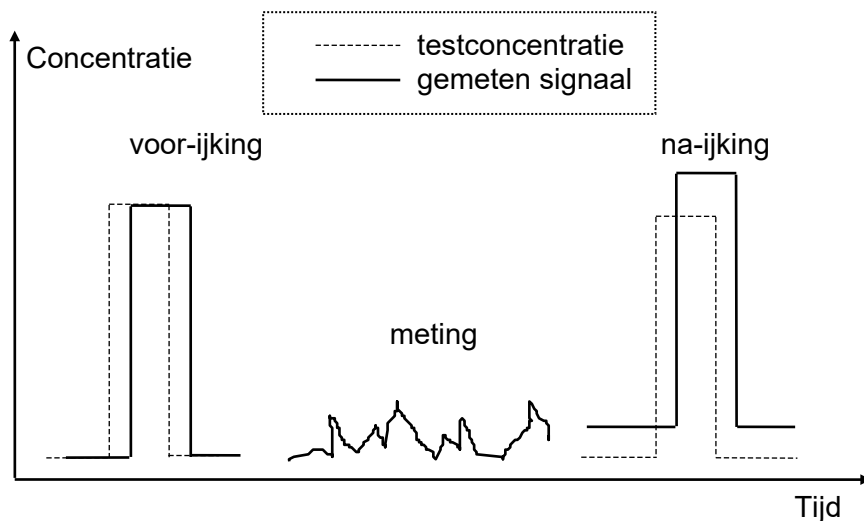 Concentratie
testconcentratie
gemeten signaal
voor-ijking
na-ijking
meting
Tijd